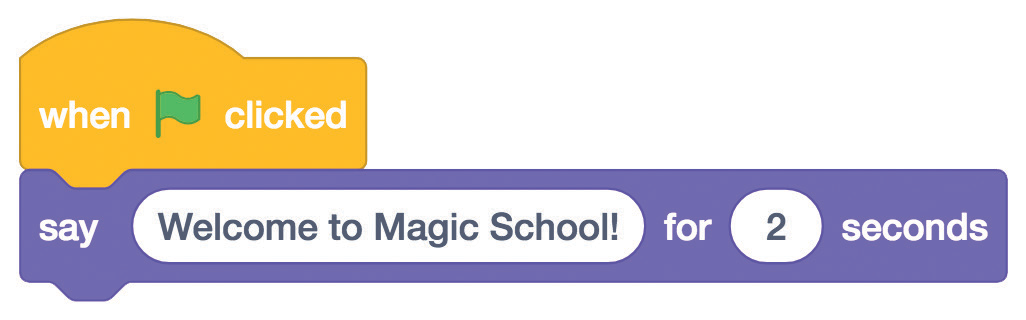 when clicked
say Welcome to Magic School! for 2 seconds